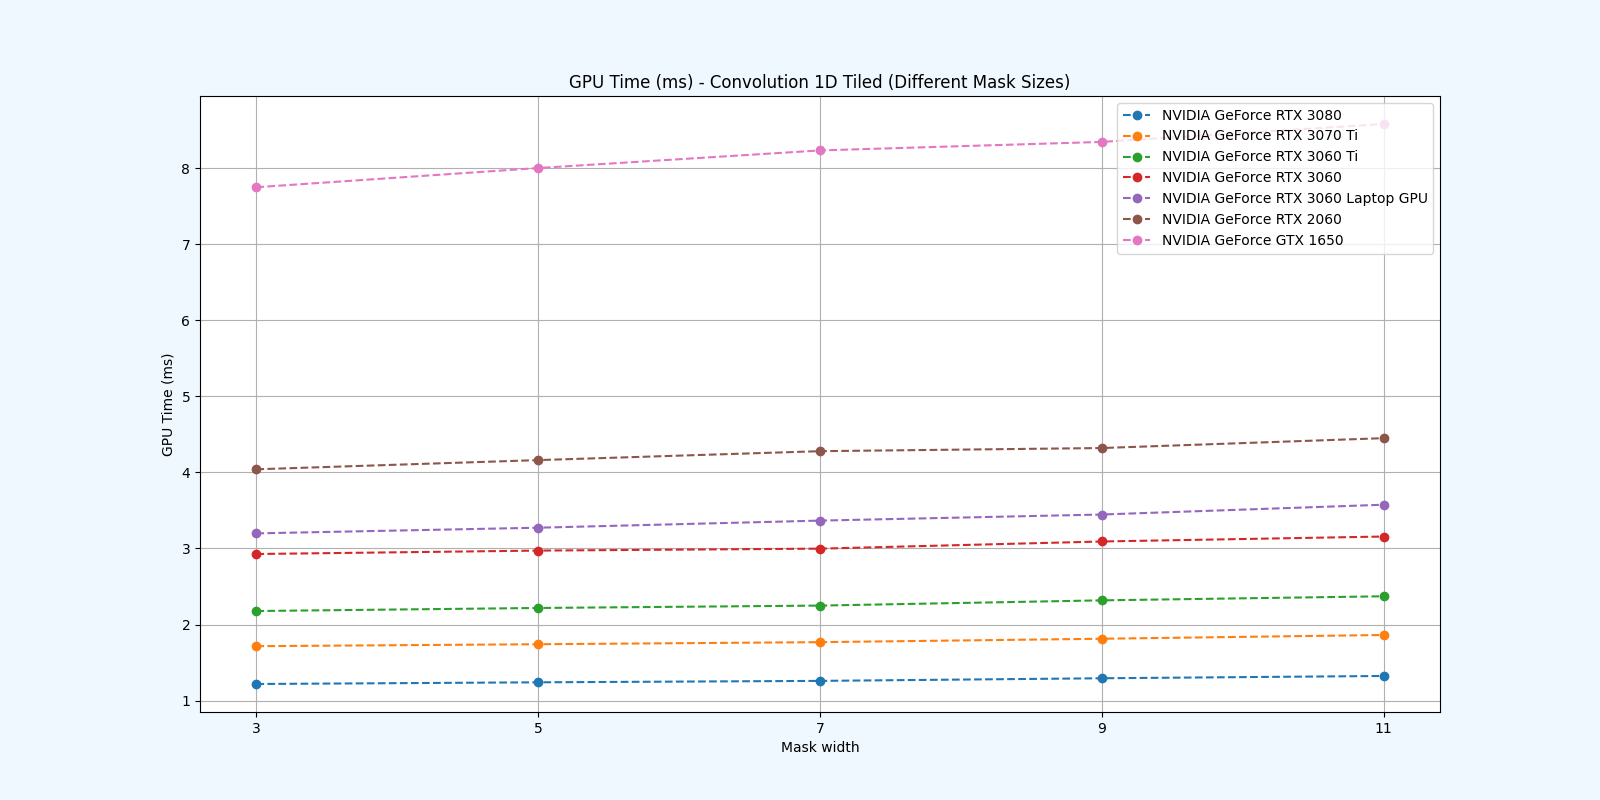 GPU Time (ms) - Convolution 1D Tiled (Different Mask Sizes)
NVIDIA GeForce RTX 3080
NVIDIA GeForce RTX 3070 Ti
NVIDIA GeForce RTX 3060 Ti
NVIDIA GeForce RTX 3060
NVIDIA GeForce RTX 3060 Laptop GPU
NVIDIA GeForce RTX 2060
NVIDIA GeForce GTX 1650
8
7
6
5
4
3
2
1
GPU Time (ms)
3 5 7 9 11
Mask width